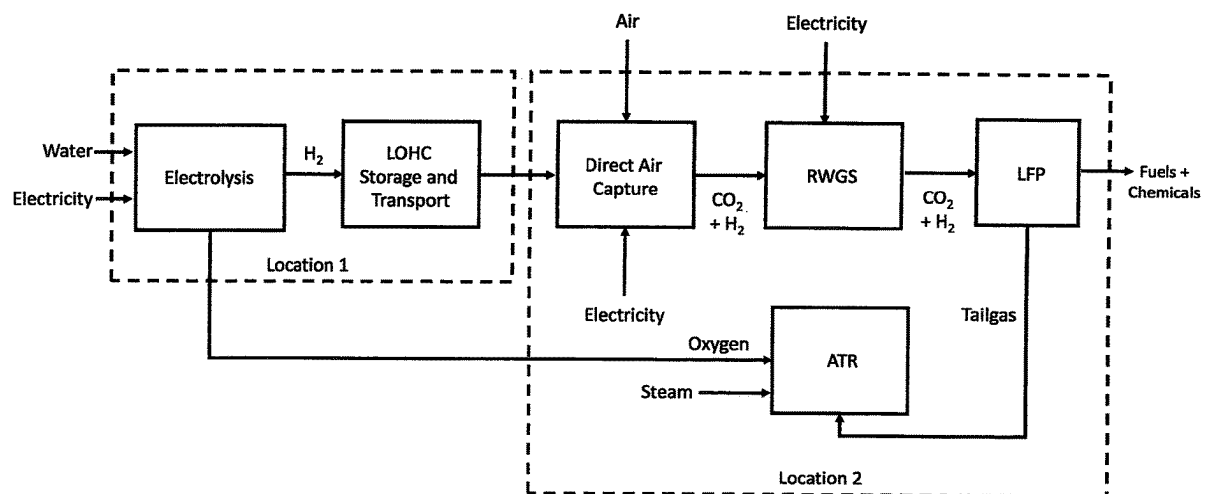 Air
Electricity
Water
Electricity
Electrolysis
H₂
LOHC
Storage and
Transport
Direct Air
Capture
CO₂
+ H₂
RWGS
CO₂
+ H₂
LFP
Fuels +
Chemicals
Location 1
Electricity
Tailgas
Oxygen
Steam
ATR
Location 2